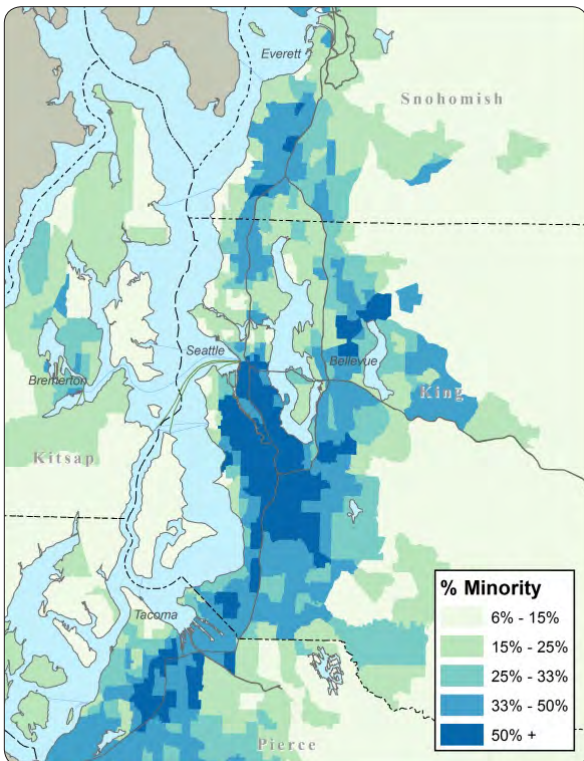 Everett
Snohomish
Seattle
Bellevue
Bremerton
King
Kitsap
Tacoma
Pierce
% Minority
6% - 15%
15% - 25%
25% - 33%
33% - 50%
50% +